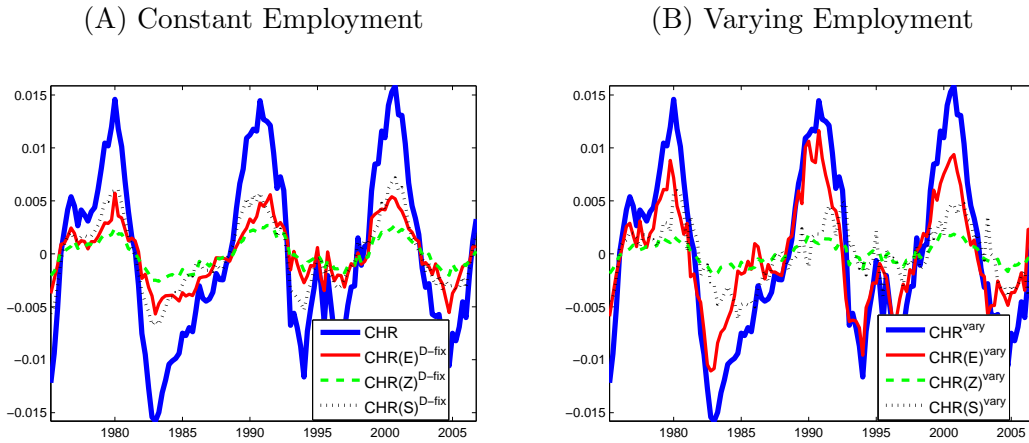 (A) Constant Employment
0.015
0.01
0.005
0
−0.005
−0.01
−0.015
1980 1985 1990 1995 2000 2005
CHR
CHR(E)^D−fix
CHR(Z)^D−fix
CHR(S)^D−fix
(B) Varying Employment
0.015
0.01
0.005
0
−0.005
−0.01
−0.015
1980 1985 1990 1995 2000 2005
CHR^vary
CHR(E)^vary
CHR(Z)^vary
CHR(S)^vary